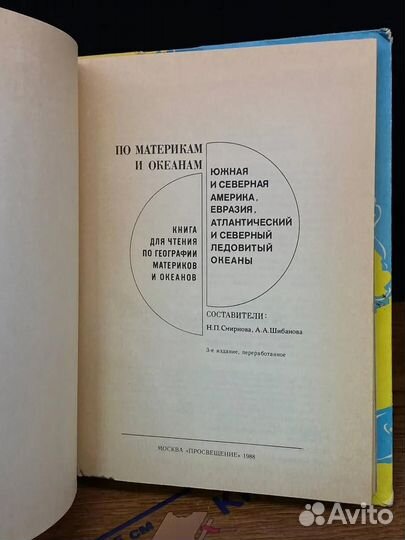 ПО МАТЕРИКАМ
И ОКЕАНАМ
ЮЖНАЯ
И СЕВЕРНАЯ
АМЕРИКА,
ЕВРАЗИЯ,
АТЛАНТИЧЕСКИЙ
И СЕВЕРНЫЙ
ЛЕДОВИТЫЙ
ОКЕАНЫ
КНИГА
ДЛЯ ЧТЕНИЯ
ПО ГЕОГРАФИИ
МАТЕРИКОВ
И ОКЕАНОВ
СОСТАВИТЕЛИ:
Н.П.Смирнова, А.А.Шибанова
3-е издание, переработанное
МОСКВА «ПРОСВЕЩЕНИЕ» 1988
СМ
Avito